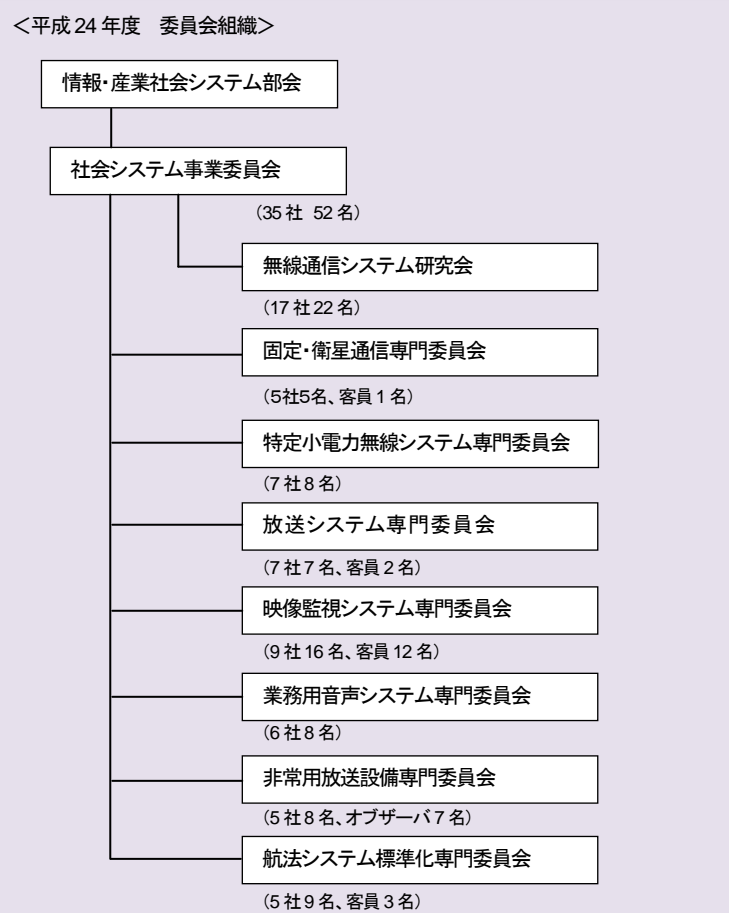 ＜平成24年度　委員会組織＞
情報・産業社会システム部会
社会システム事業委員会
（35社 52名）
無線通信システム研究会
（17社22名）
固定・衛星通信専門委員会
（5社5名、客員1名）
特定小電力無線システム専門委員会
（7社8名）
放送システム専門委員会
（7社7名、客員2名）
映像監視システム専門委員会
（9社16名、客員12名）
業務用音声システム専門委員会
（6社8名）
非常用放送設備専門委員会
（5社8名、オブザーバ7名）
航法システム標準化専門委員会
（5社9名、客員3名）